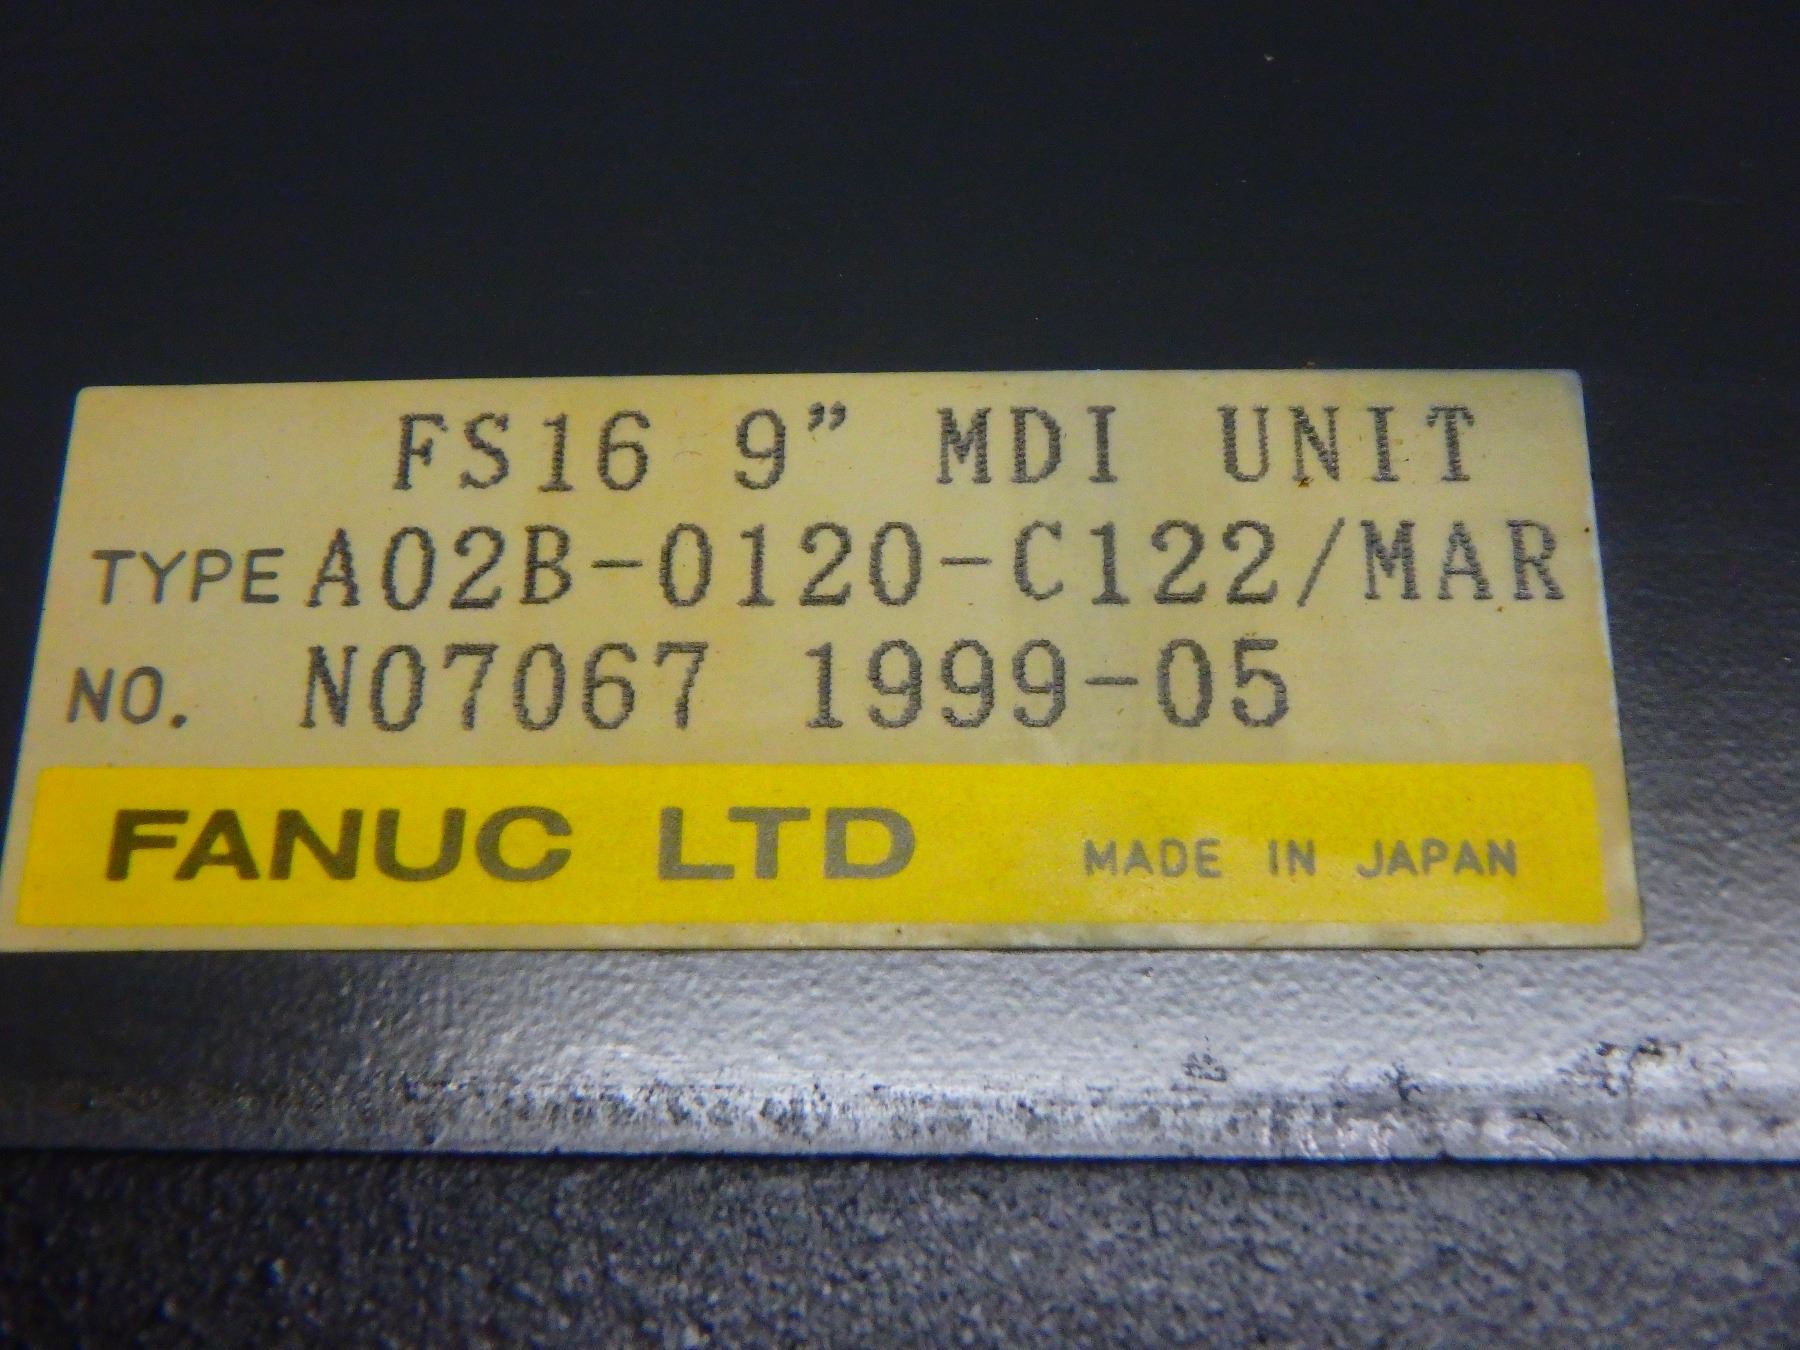 FS16 9” MDI UNIT
TYPE A02B-0120-C122/MAR
NO. N07067 1999-05
FANUC LTD MADE IN JAPAN